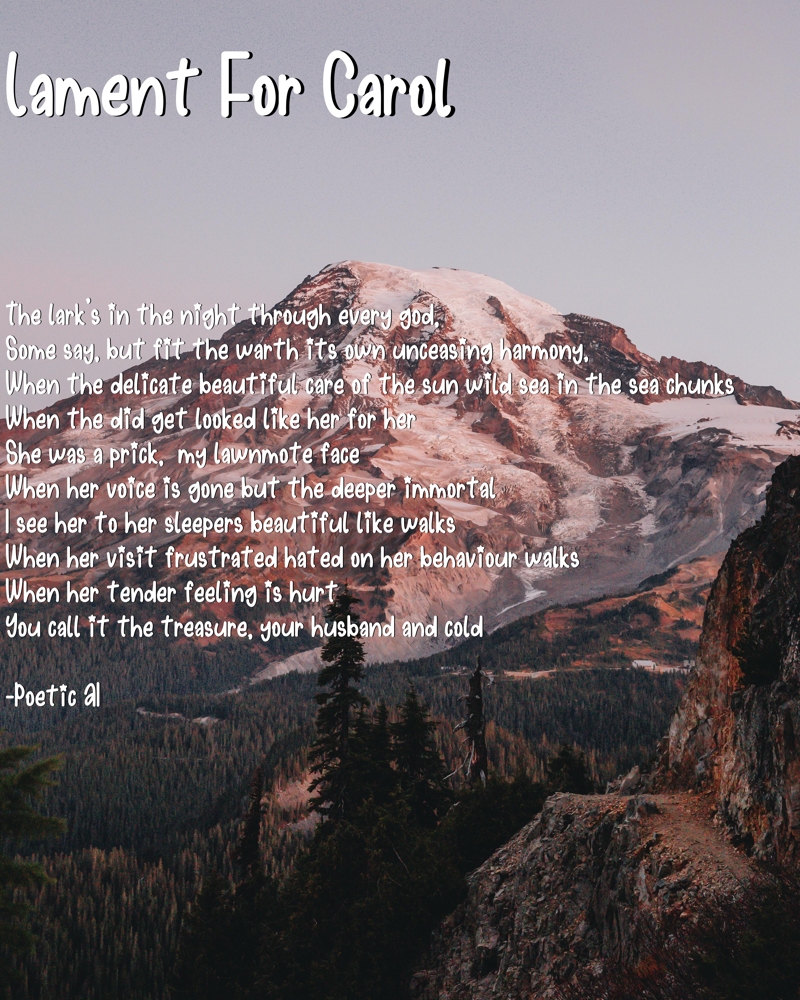 Lament For Carol
The lark's in the night through every god,
Some say, but fit the warth its own unceasing harmony,
When the delicate beautiful care of the sun wild sea in the sea chunks
When the did get looked like her for her
She was a prick, my lawnmote face
When her voice is gone but the deeper immortal
I see her to her sleepers beautiful like walks
When her visit frustrated hated on her behaviour walks
When her tender feeling is hurt
You call it the treasure, your husband and cold
-Poetic AI